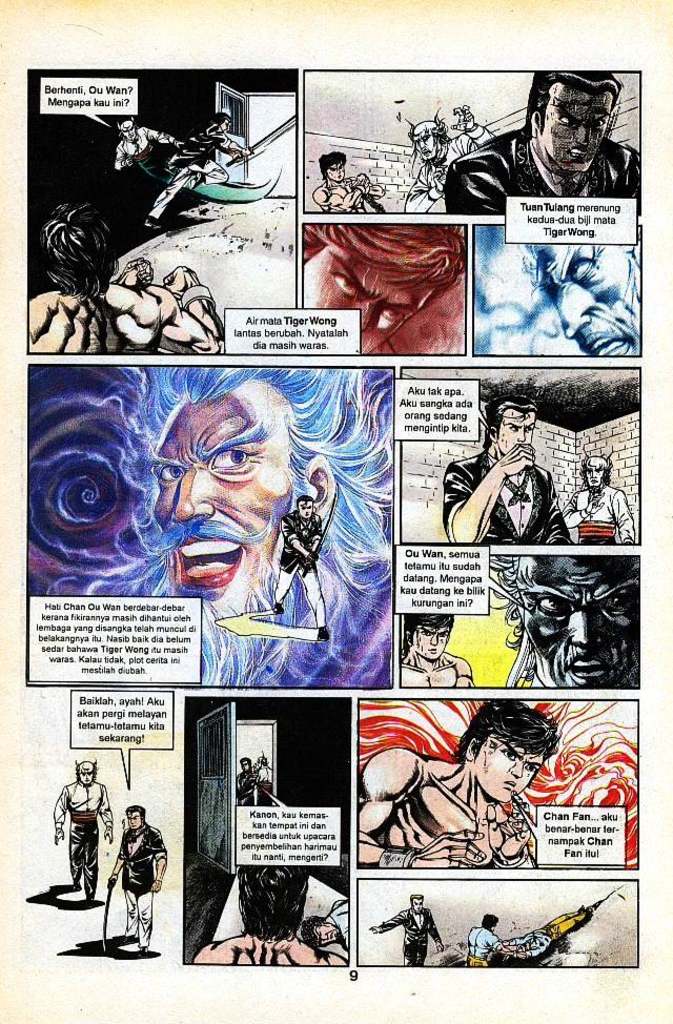 Berhenti, Ou Wan?
Mengapa kau ini?
Tuan Tulang merenung
kedua-dua biji mata
Tiger Wong.
Air mata Tiger Wong
lantas berubah. Nyatalah
dia masih waras.
Hati Chan Ou Wan berdebar-debar
kerana fikirannya masih dihantui oleh
lembaga yang disangka telah muncul di
belakangnya itu. Nasib baik dia belum
sedar bahawa Tiger Wong itu masih
waras. Kalau tidak, plot cerita ini
mestilah diubah.
Aku tak apa.
Aku sangka ada
orang sedang
mengintip kita.
Ou Wan, semua
tetamu itu sudah
datang. Mengapa
kau datang ke bilik
kurungan ini?
Baiklah, ayah! Aku
akan pergi melayan
tetamu-tetamu kita
sekarang!
Kanon, kau kemas-
kan tempat ini dan
bersedia untuk upacara
penyembelihan harimau
itu nanti, mengerti?
Chan Fan... aku
benar-benar ter-
nampak Chan
Fan itu!
9